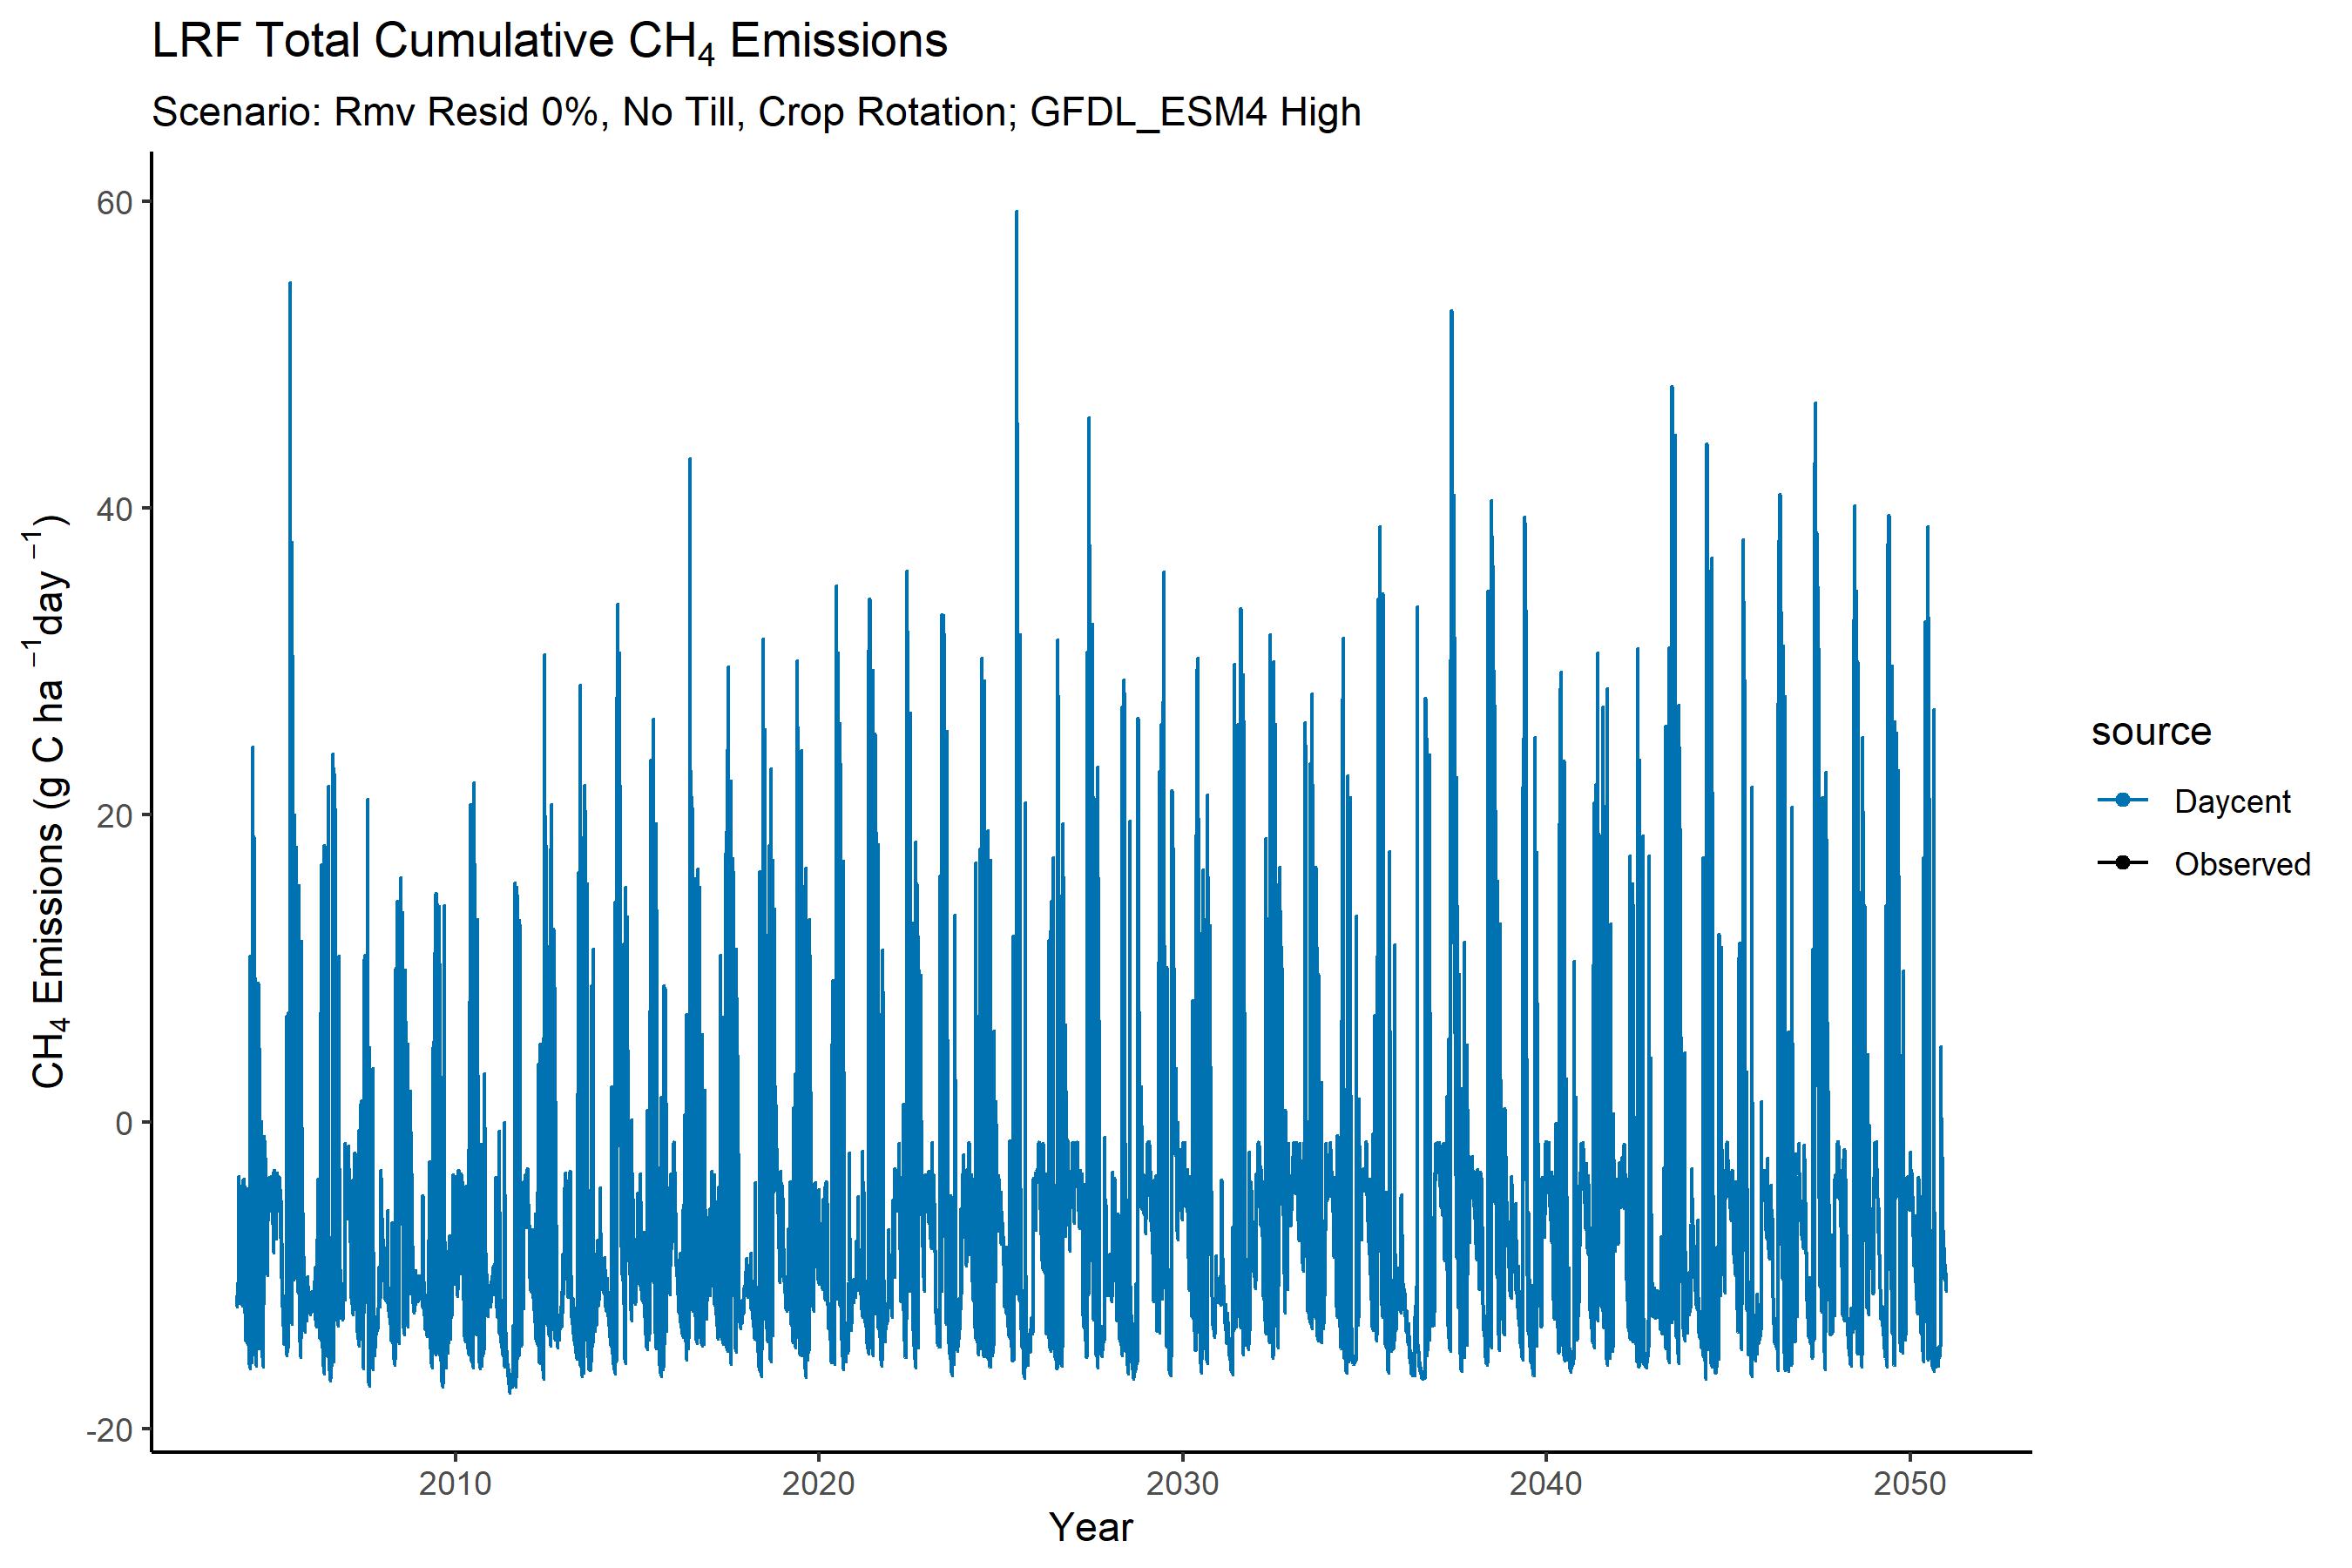 LRF Total Cumulative CH₄ Emissions
Scenario: Rmv Resid 0%, No Till, Crop Rotation; GFDL_ESM4 High
CH₄ Emissions (g C ha ⁻¹day ⁻¹)
60
40
20
0
-20
2010 2020 2030 2040 2050
Year
source
Daycent
Observed